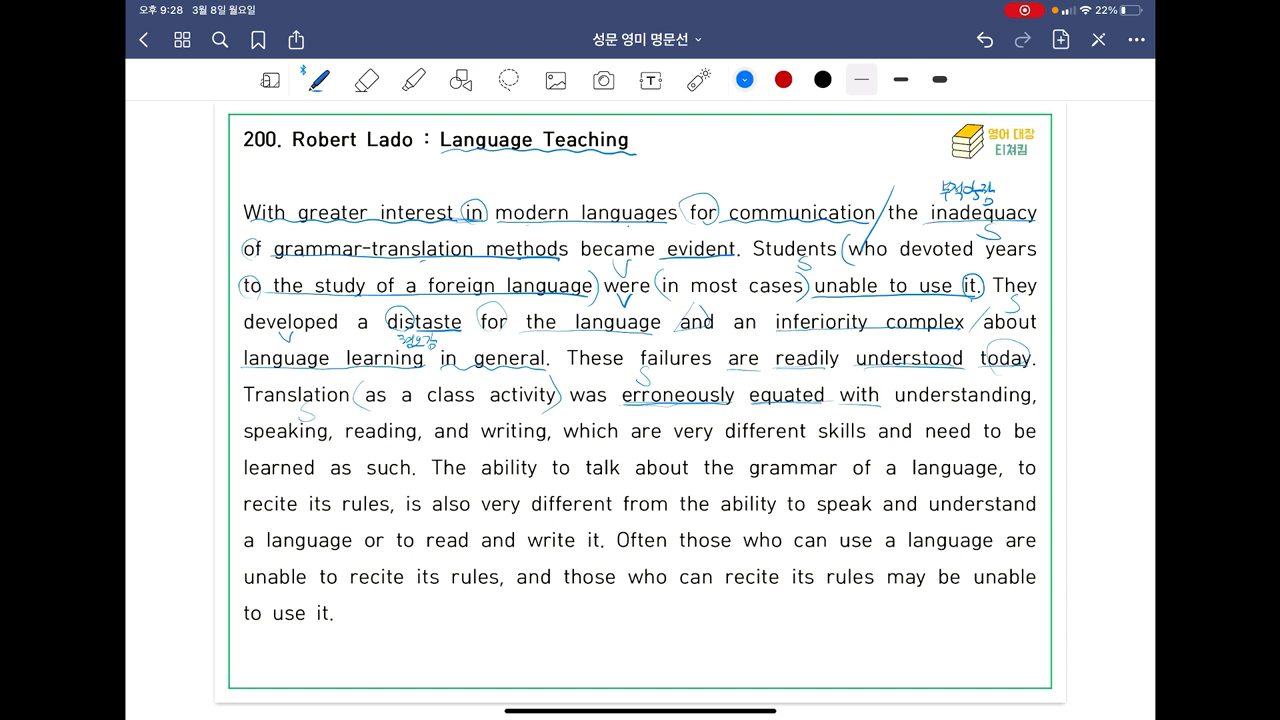 오후 9:28 3월 8일 월요일
22%
성문 영미 명문선
200. Robert Lado : Language Teaching
영어 대장
티쳐킴
부적당함
With greater interest in modern languages for communication the inadequacy
of grammar-translation methods became evident. Students who devoted years
S
S
to the study of a foreign language were in most cases unable to use it. They
V
V
S
developed a distaste for the language and an inferiority complex about
V
language learning in general. These failures are readily understood today.
S
Translation as a class activity was erroneously equated with understanding,
S
speaking, reading, and writing, which are very different skills and need to be
learned as such. The ability to talk about the grammar of a language, to
recite its rules, is also very different from the ability to speak and understand
a language or to read and write it. Often those who can use a language are
unable to recite its rules, and those who can recite its rules may be unable
to use it.